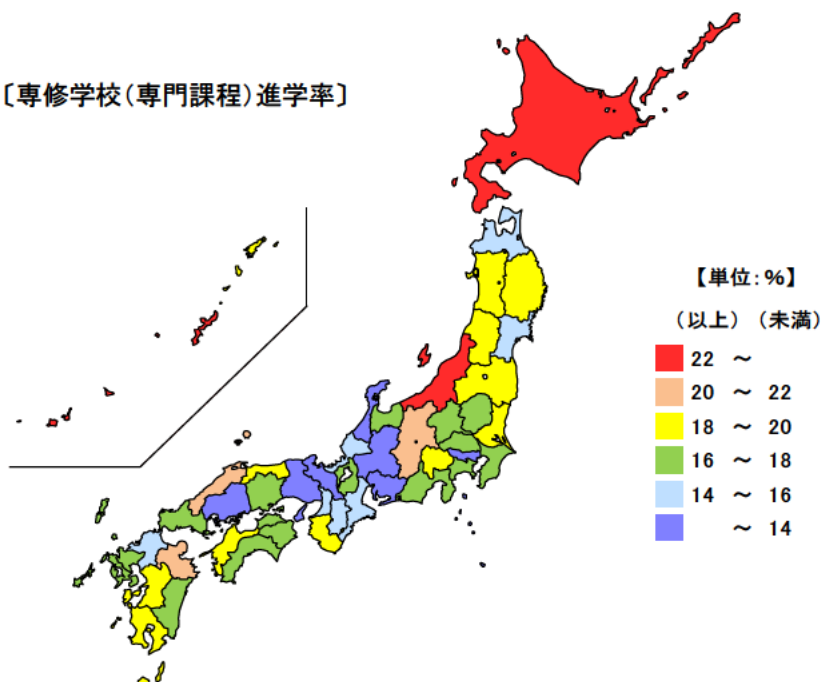 〔専修学校(専門課程)進学率〕
【単位:%】
(以上) (未満)
22 ～
20 ～ 22
18 ～ 20
16 ～ 18
14 ～ 16
～ 14